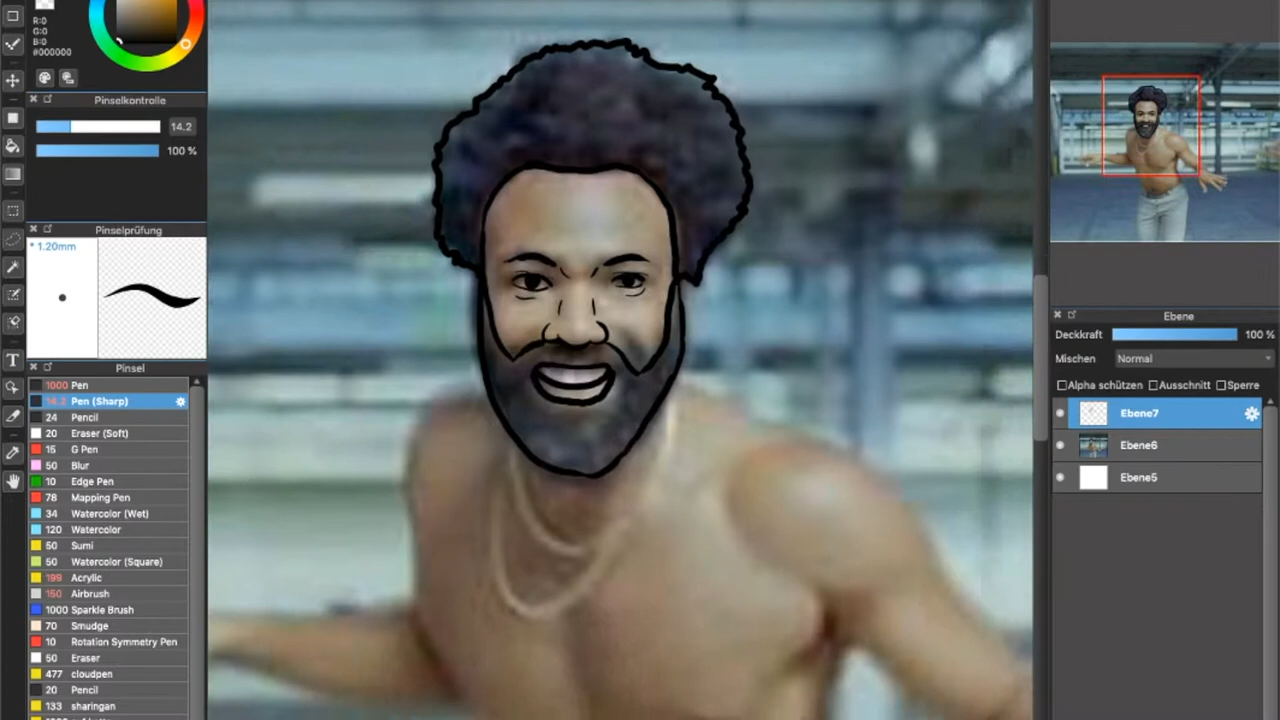 R:0
G:0
B:0
#000000
Pinselkontrolle
14.2
100 %
Pinselprüfung
* 1.20mm
Pinsel
1000 Pen
14.2 Pen (Sharp)
24 Pencil
20 Eraser (Soft)
15 G Pen
50 Blur
10 Edge Pen
78 Mapping Pen
34 Watercolor (Wet)
120 Watercolor
50 Sumi
50 Watercolor (Square)
199 Acrylic
150 Airbrush
1000 Sparkle Brush
70 Smudge
10 Rotation Symmetry Pen
50 Eraser
477 cloudpen
20 Pencil
133 sharingan
T
Ebene
Deckkraft 100 %
Mischen Normal
Alpha schützen Ausschnitt Sperre
Ebene7
Ebene6
Ebene5